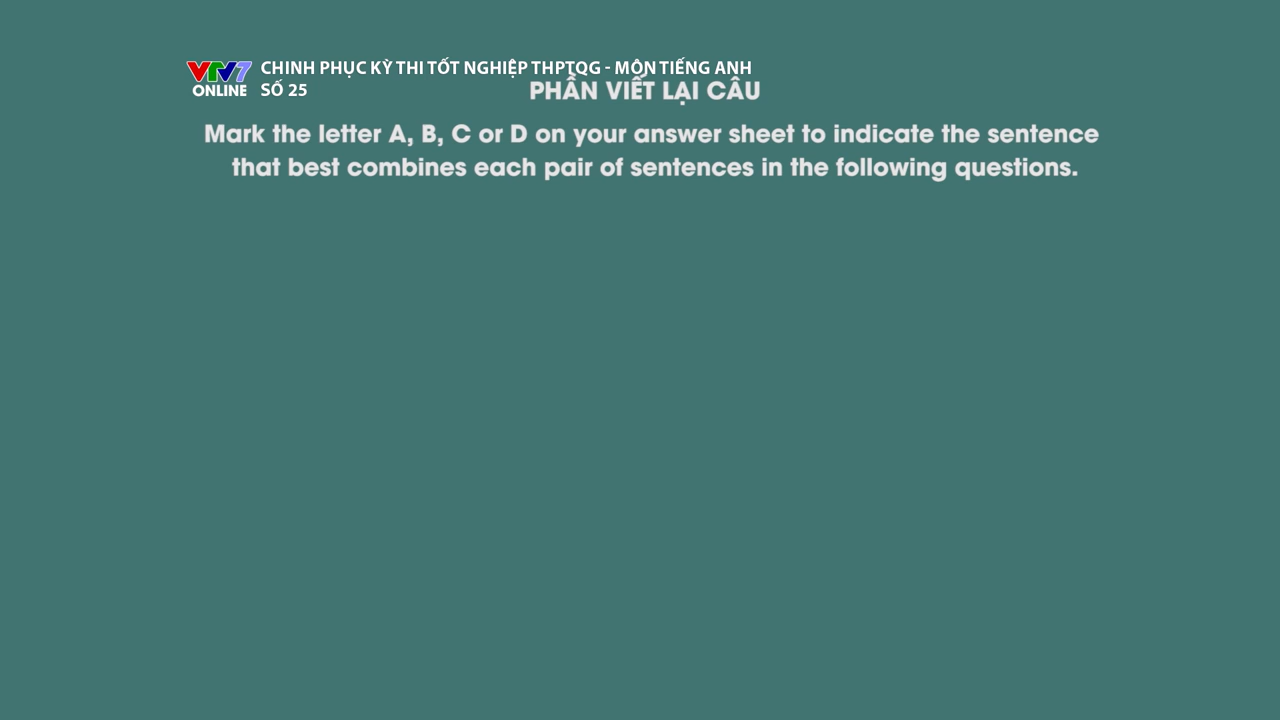 VTV7 CHINH PHỤC KỲ THI TỐT NGHIỆP THPTQG - MÔN TIẾNG ANH
ONLINE SỐ 25
PHẦN VIẾT LẠI CÂU
Mark the letter A, B, C or D on your answer sheet to indicate the sentence
that best combines each pair of sentences in the following questions.